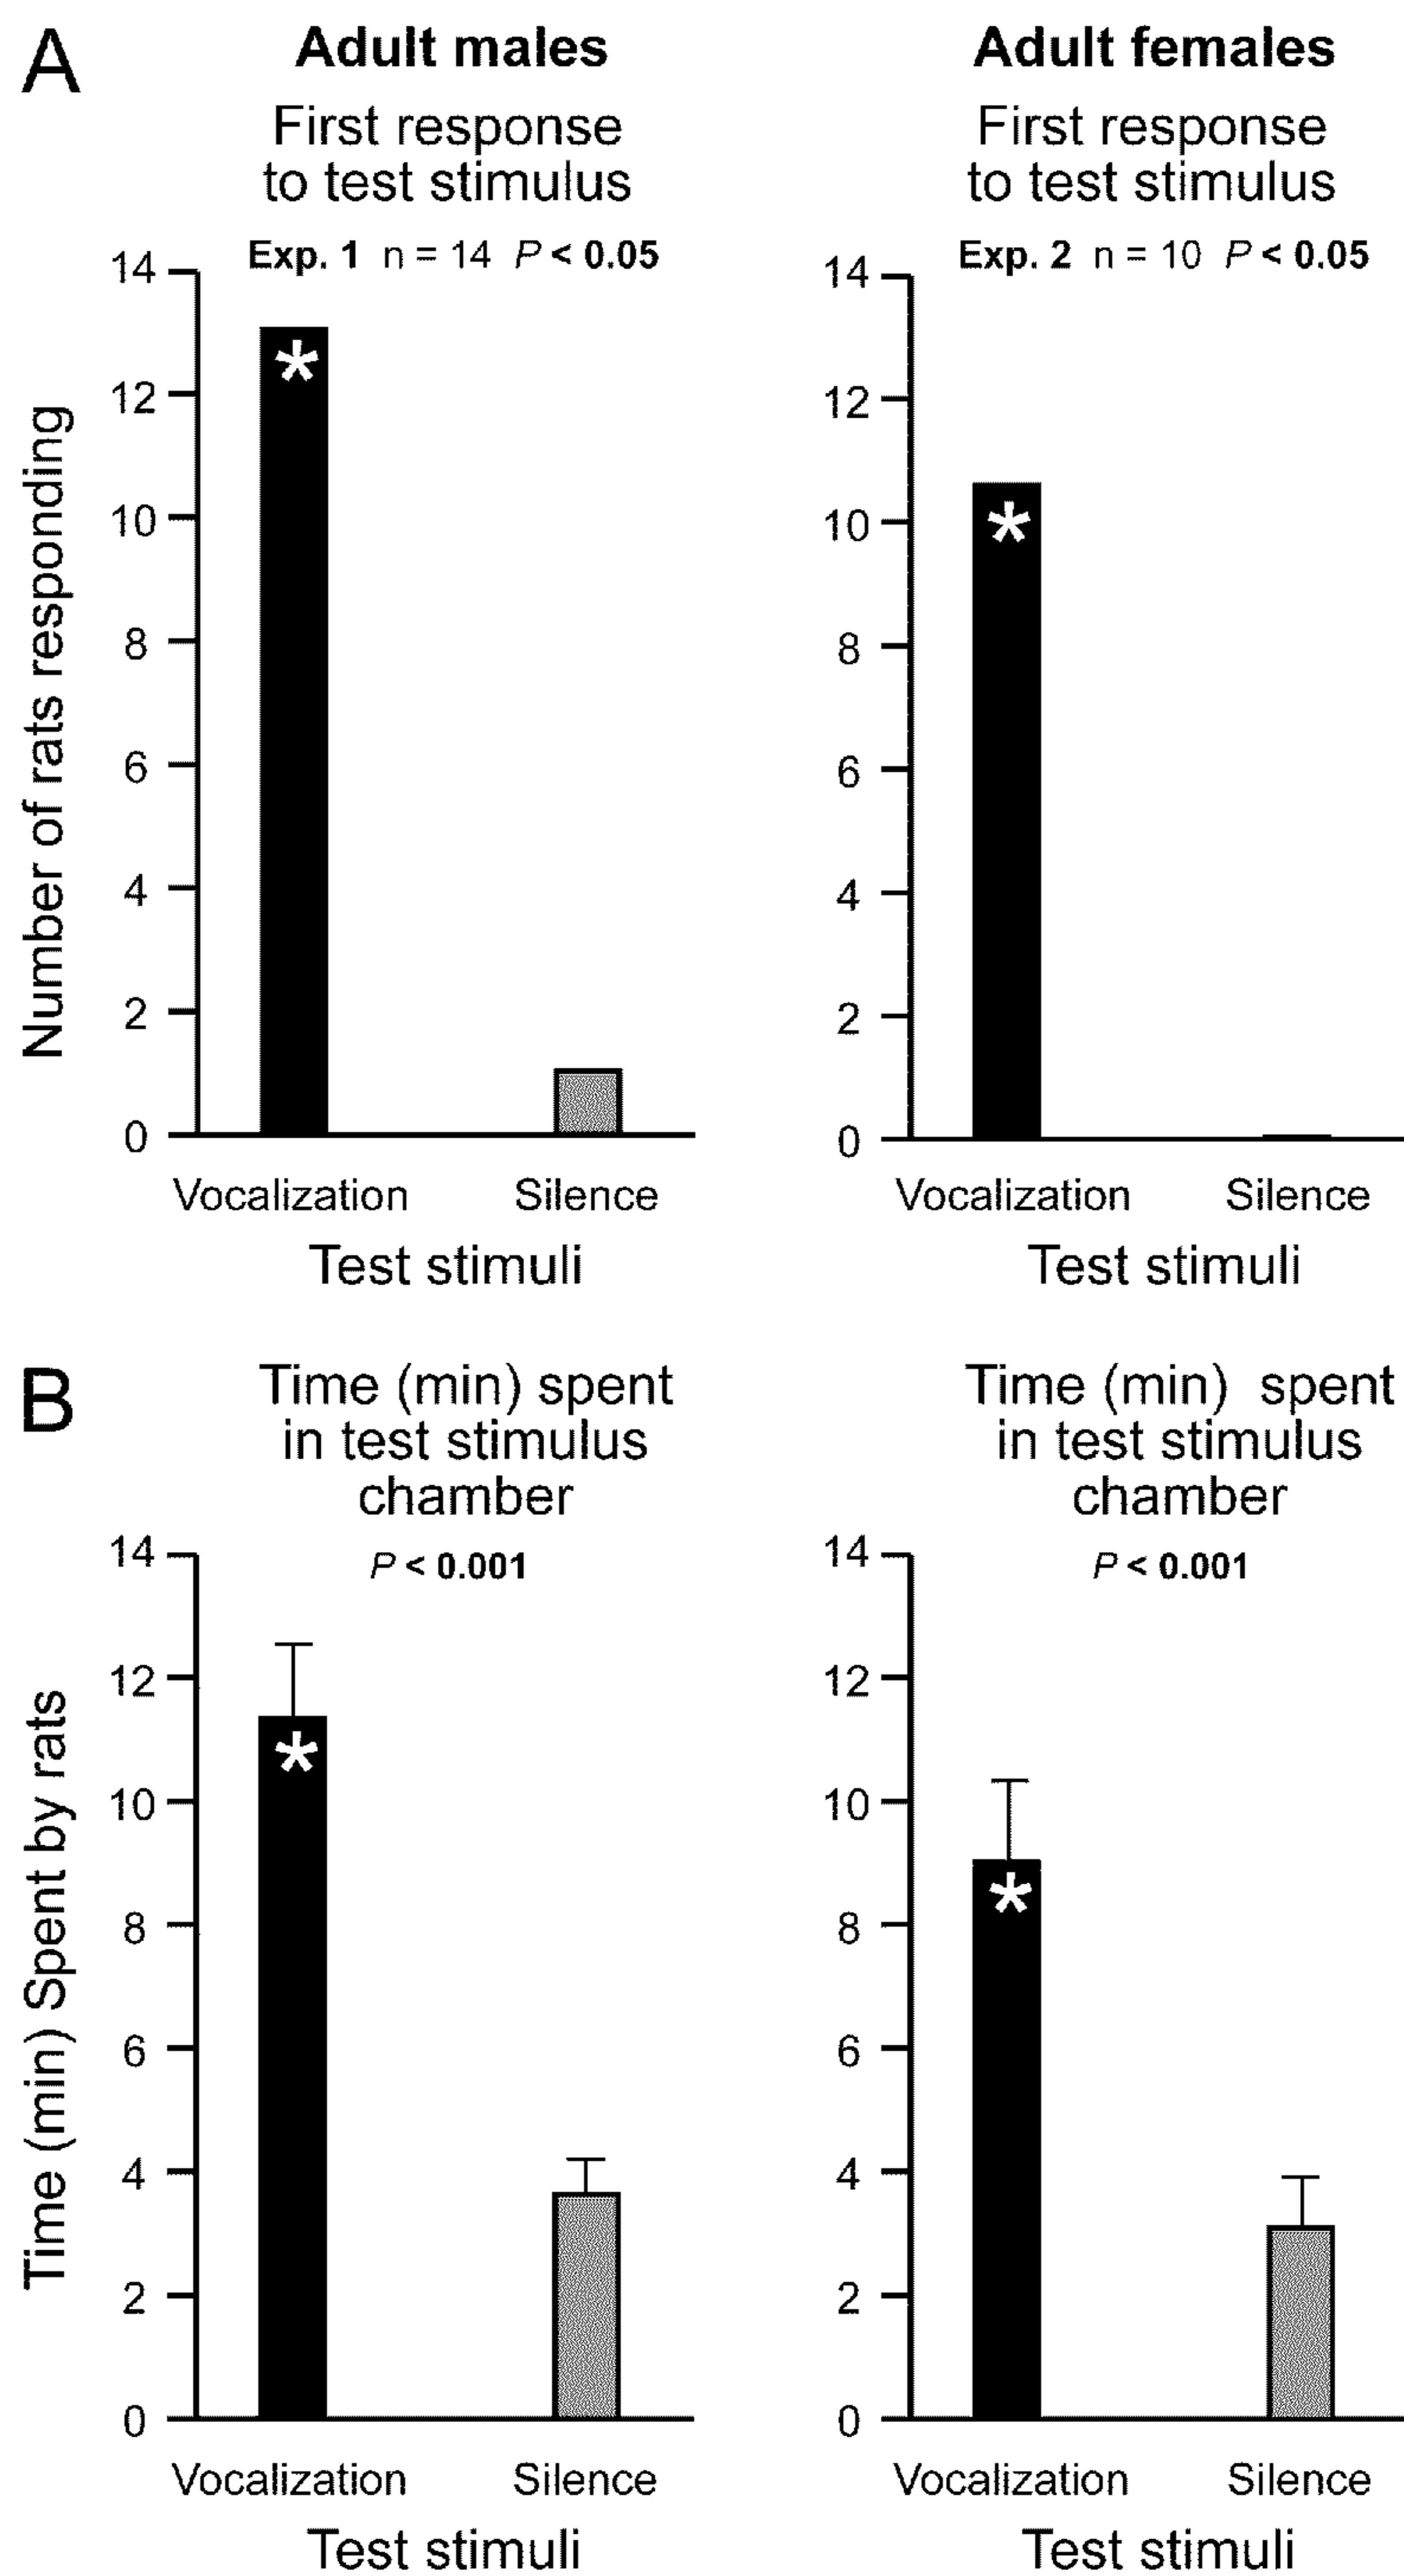 A
Adult males
First response
to test stimulus
Exp. 1 n = 14 P < 0.05
Number of rats responding
14
12
10
8
6
4
2
0
*
Vocalization Silence
Test stimuli
Adult females
First response
to test stimulus
Exp. 2 n = 10 P < 0.05
14
12
10
8
6
4
2
0
*
Vocalization Silence
Test stimuli
B
Time (min) spent
in test stimulus
chamber
P < 0.001
Time (min) Spent by rats
14
12
10
8
6
4
2
0
*
Vocalization Silence
Test stimuli
Time (min) spent
in test stimulus
chamber
P < 0.001
14
12
10
8
6
4
2
0
*
Vocalization Silence
Test stimuli